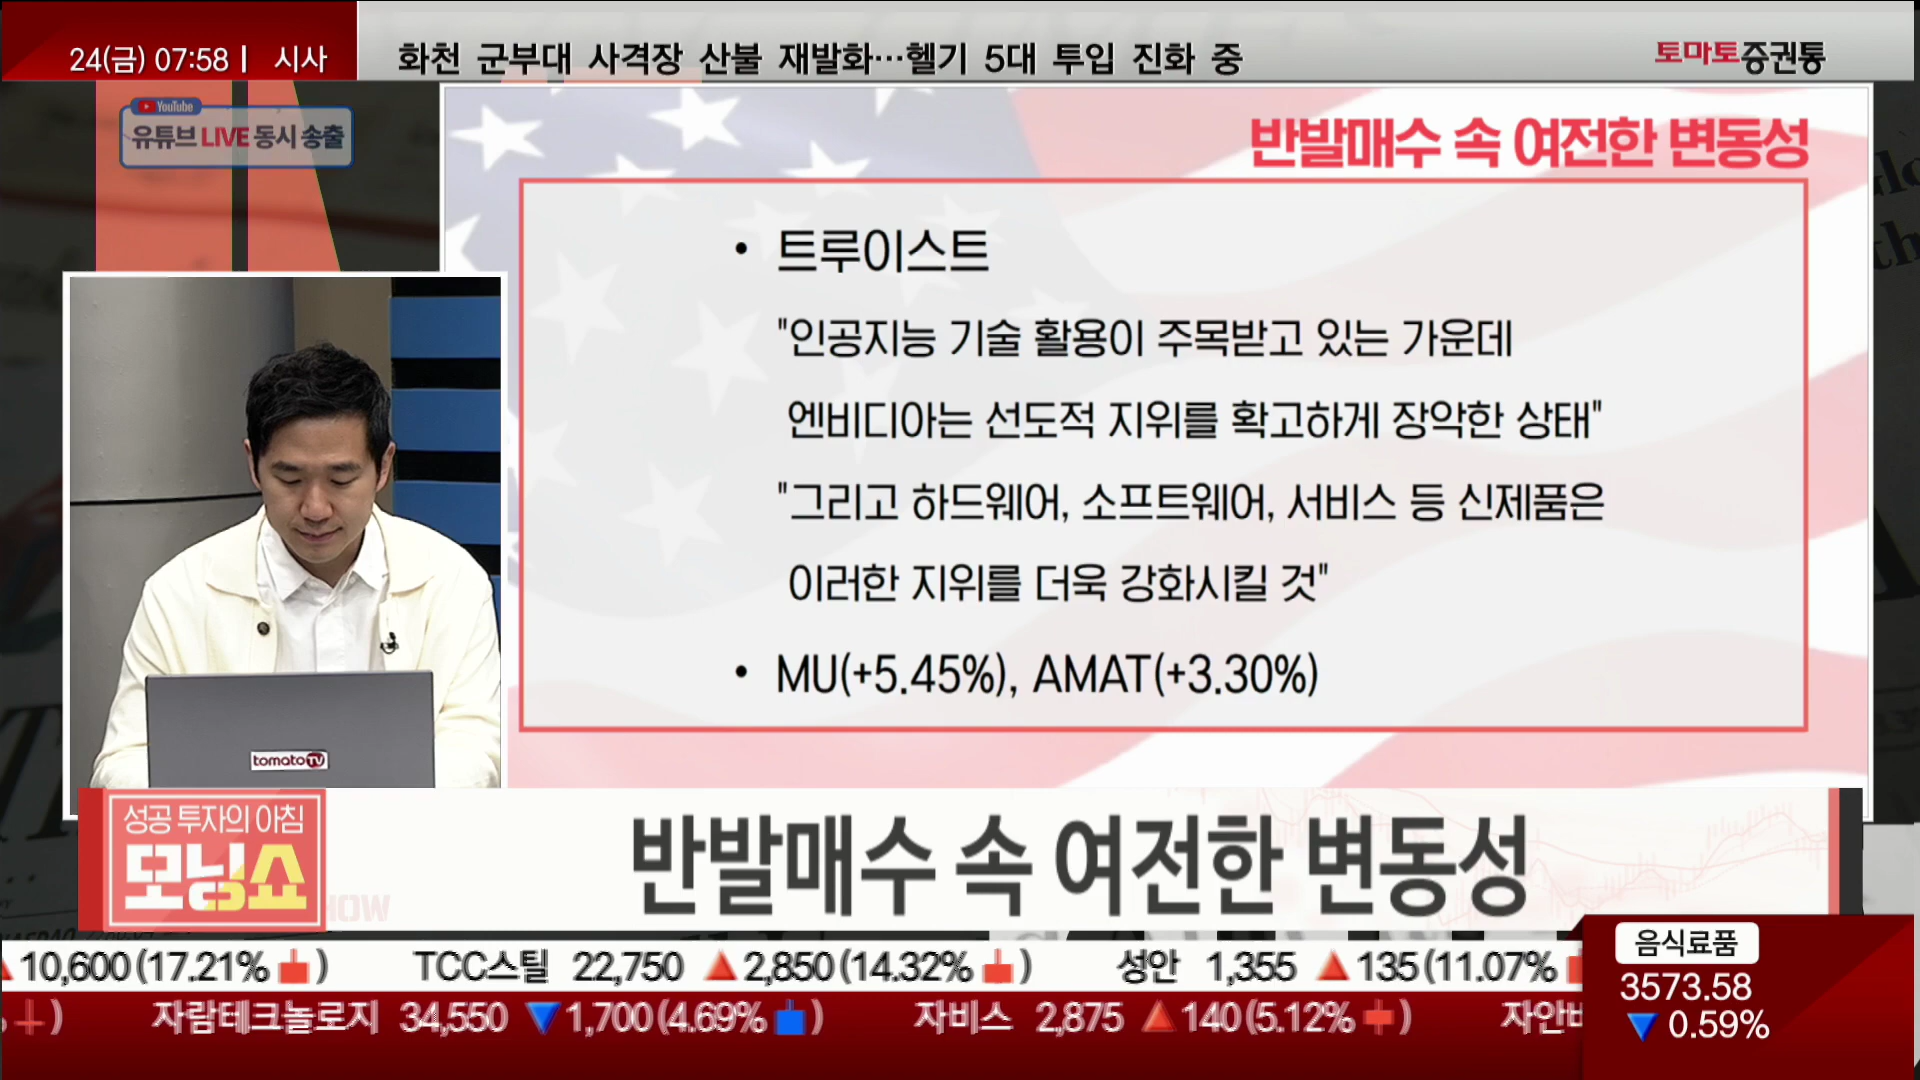 24(금) 07:58 | 시사
화천 군부대 사격장 산불 재발화…헬기 5대 투입 진화 중
토마토증권통
YouTube
유튜브 LIVE 동시 송출
반발매수 속 여전한 변동성
• 트루이스트
"인공지능 기술 활용이 주목받고 있는 가운데
엔비디아는 선도적 지위를 확고하게 장악한 상태"
"그리고 하드웨어, 소프트웨어, 서비스 등 신제품은
이러한 지위를 더욱 강화시킬 것"
• MU(+5.45%), AMAT(+3.30%)
tomatoTV
성공 투자의 아침
모닝쇼
반발매수 속 여전한 변동성
10,600(17.21% ) TCC스틸 22,750 ▲2,850(14.32% ) 성안 1,355 ▲135(11.07%
) 자람테크놀로지 34,550 ▼1,700(4.69% ) 자비스 2,875 ▲140(5.12% )
음식료품
3573.58
▼ 0.59%